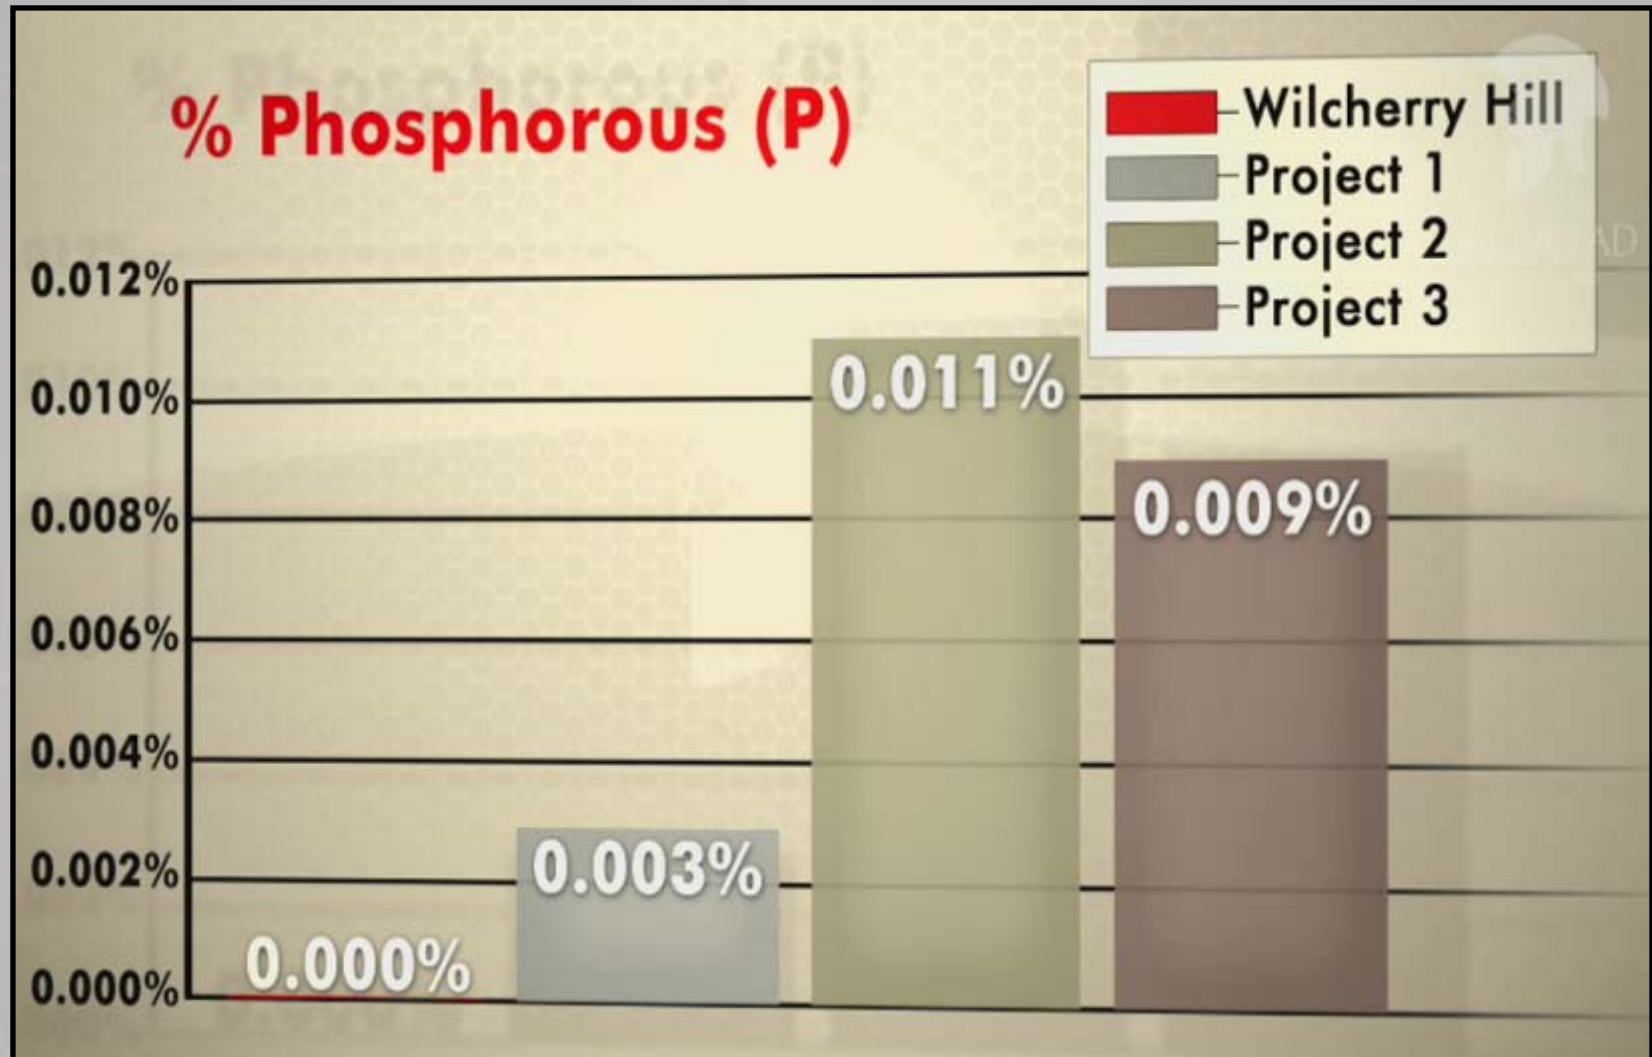 % Phosphorous (P)
Wilcherry Hill
Project 1
Project 2
Project 3
0.012%
0.010%
0.008%
0.006%
0.004%
0.002%
0.000%
0.000%
0.003%
0.011%
0.009%